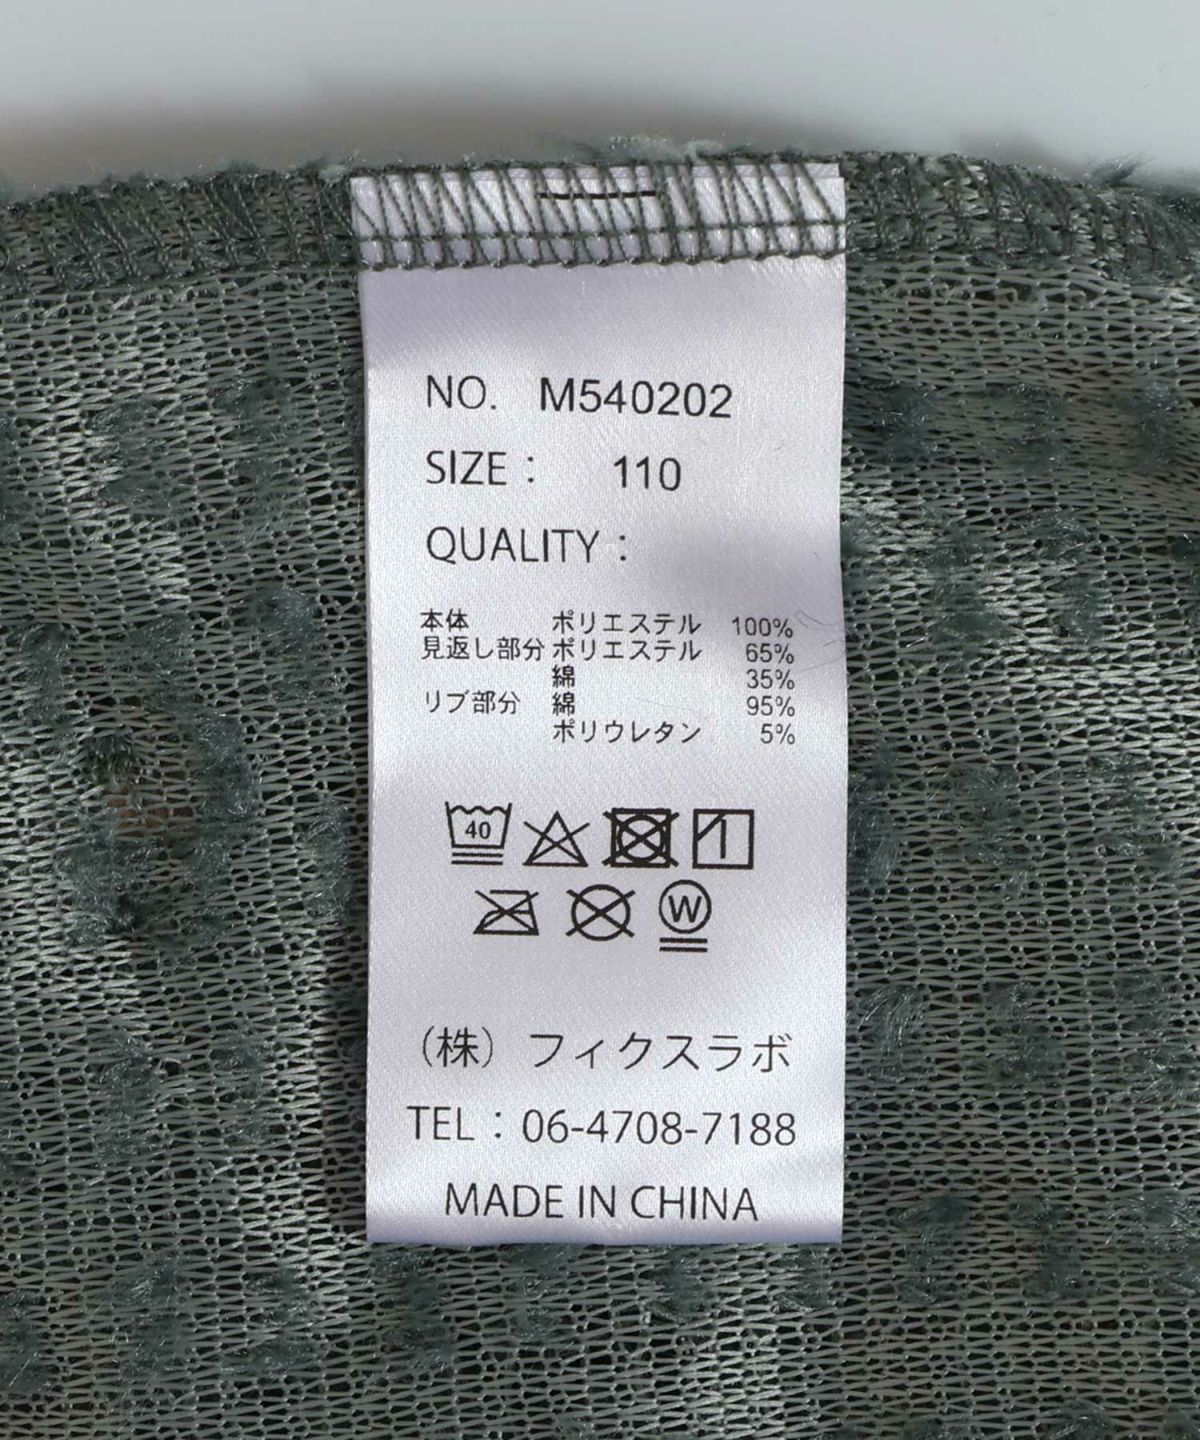 NO. M540202
SIZE： 110
QUALITY：
本体 ポリエステル 100%
見返し部分 ポリエステル 65%
綿 35%
リブ部分 綿 95%
ポリウレタン 5%
40
W
（株）フィクスラボ
TEL：06-4708-7188
MADE IN CHINA